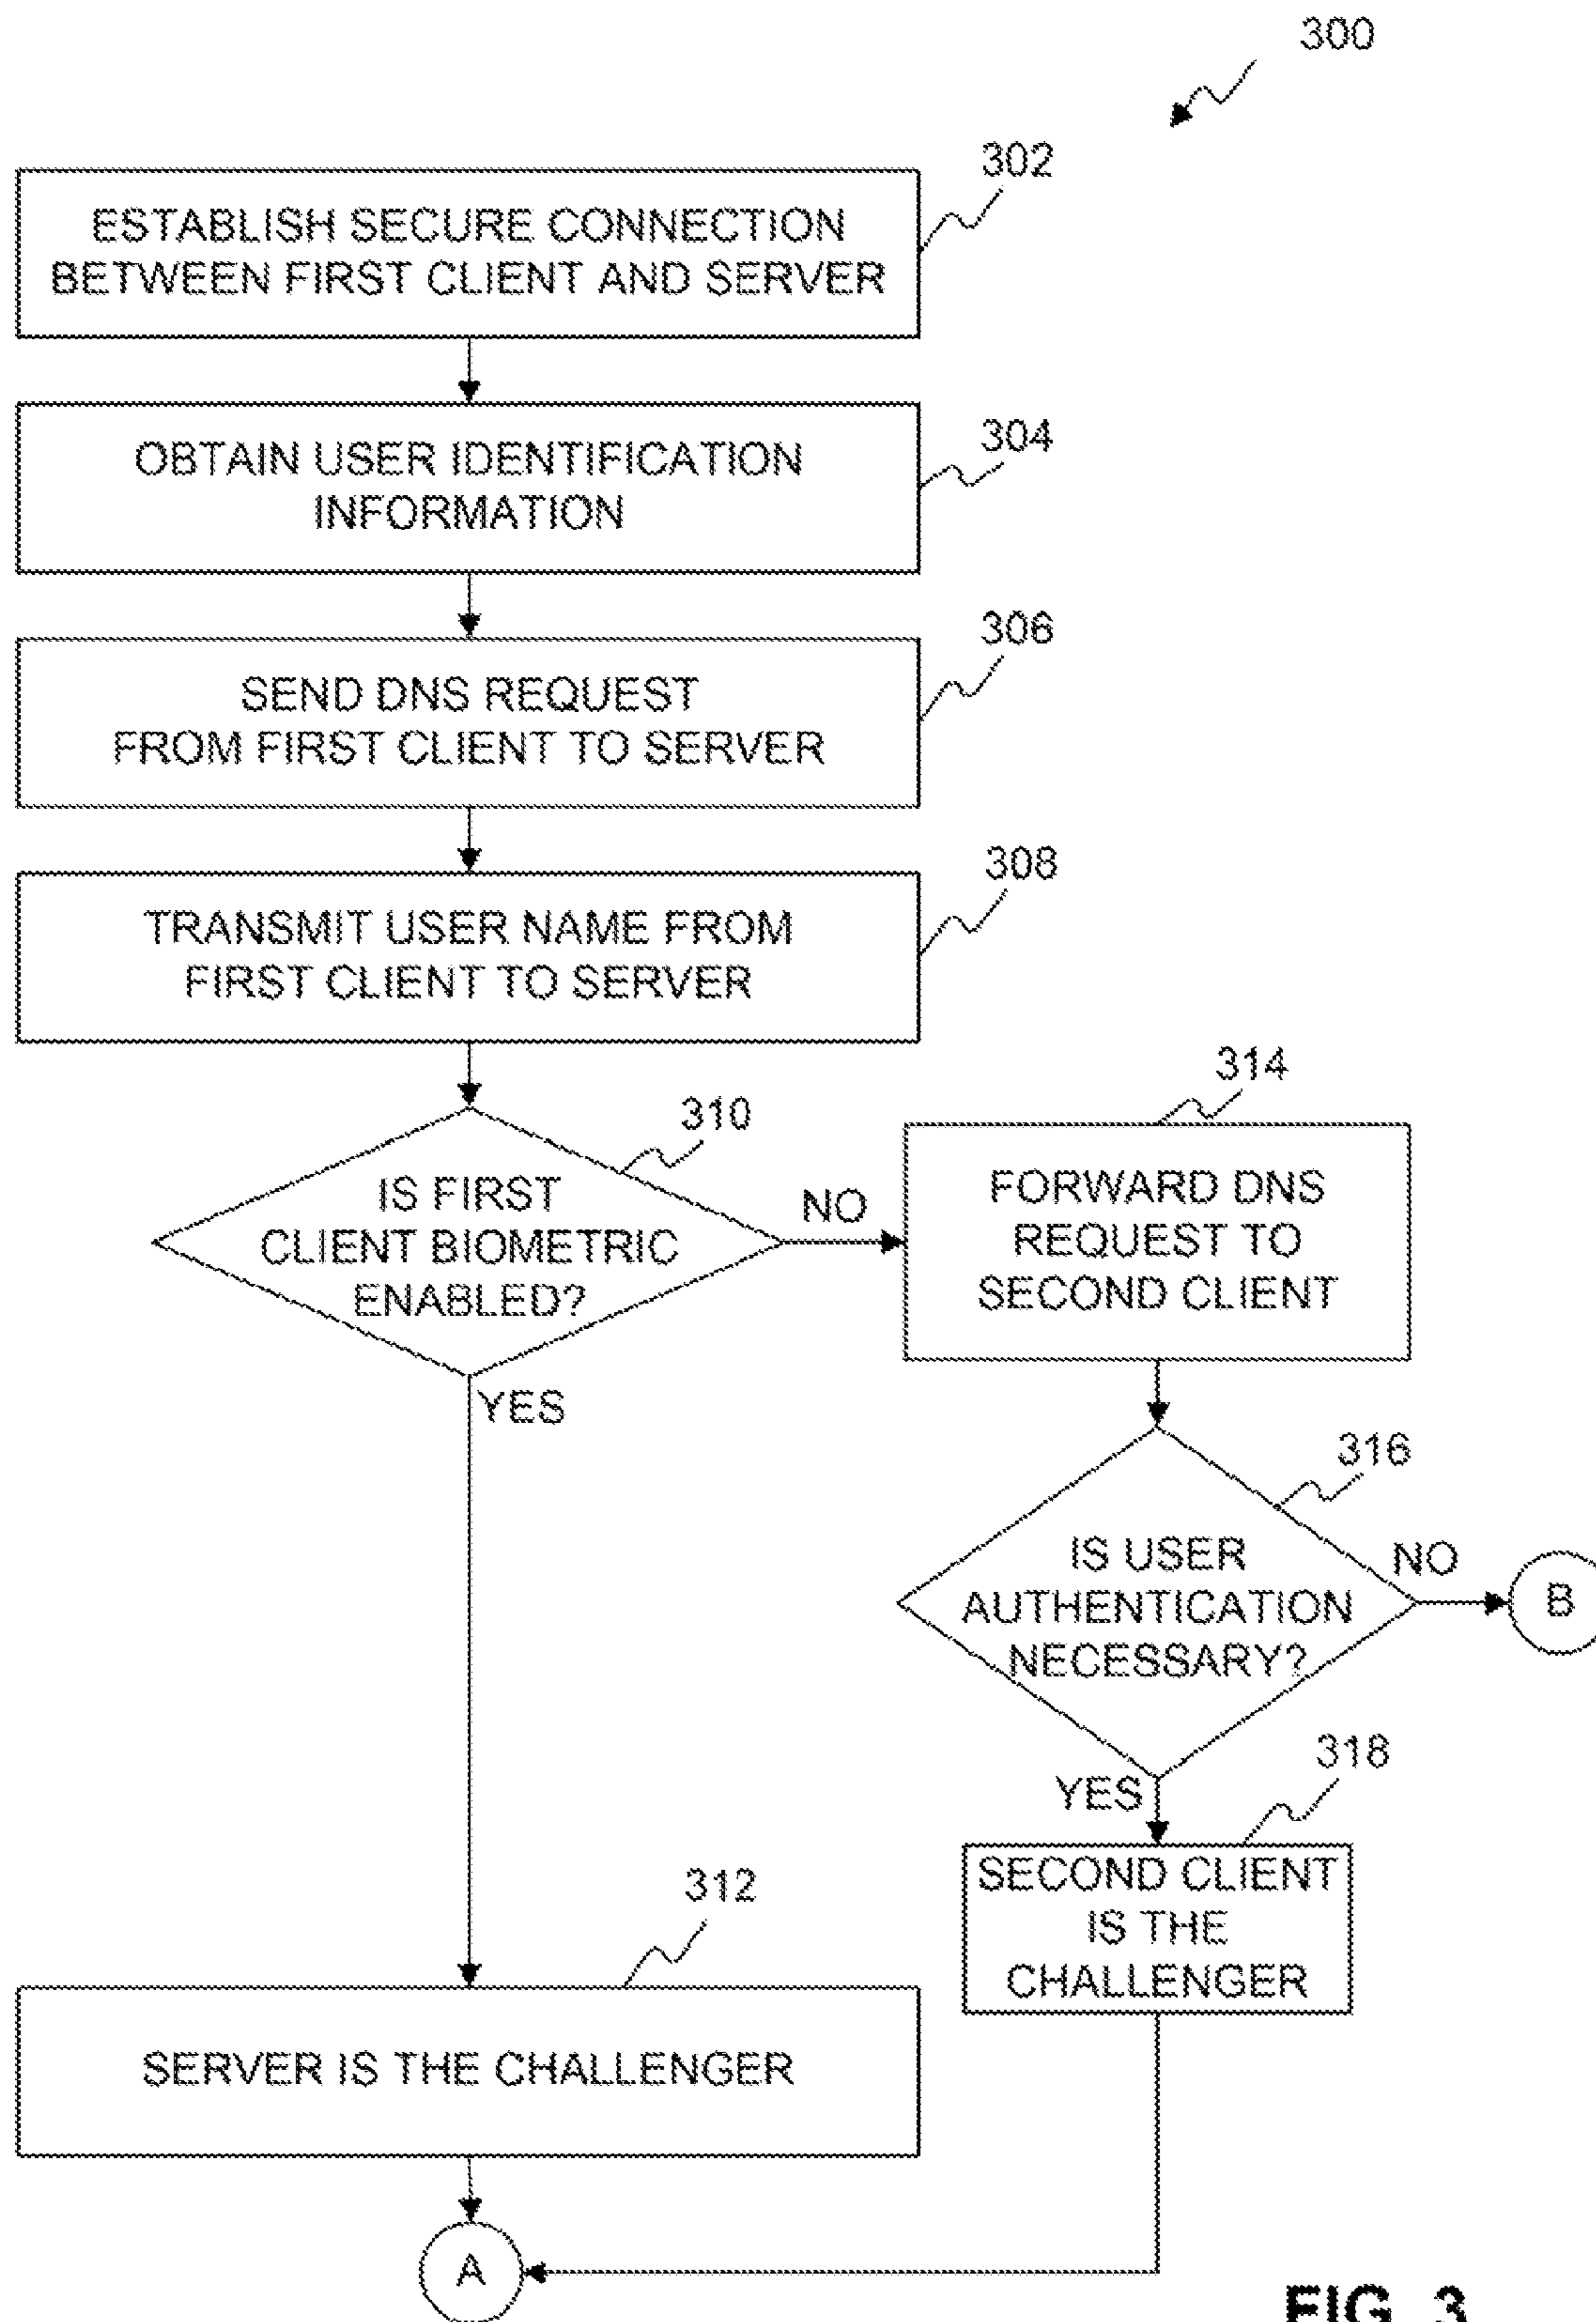 300
302
ESTABLISH SECURE CONNECTION
BETWEEN FIRST CLIENT AND SERVER
304
OBTAIN USER IDENTIFICATION
INFORMATION
306
SEND DNS REQUEST
FROM FIRST CLIENT TO SERVER
308
TRANSMIT USER NAME FROM
FIRST CLIENT TO SERVER
310
IS FIRST
CLIENT BIOMETRIC
ENABLED?
NO
YES
314
FORWARD DNS
REQUEST TO
SECOND CLIENT
316
IS USER
AUTHENTICATION
NECESSARY?
NO
B
YES
318
SECOND CLIENT
IS THE
CHALLENGER
312
SERVER IS THE CHALLENGER
A
FIG. 3